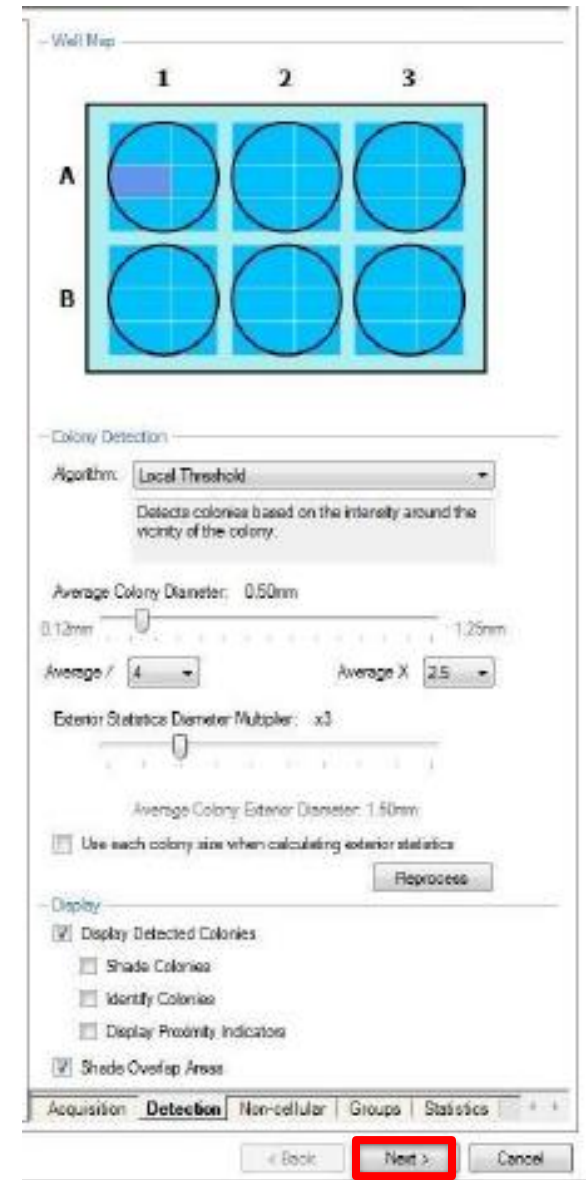 Well Map
1 2 3
A
B
Colony Detection
Algorithm: Local Threshold
Detects colonies based on the intensity around the
vicinity of the colony.
Average Colony Diameter: 0.50mm
0.12mm 1.25mm
Average / 4 Average X 2.5
Exterior Statistics Diameter Multiplier: x3
Average Colony Exterior Diameter: 1.50mm
Use each colony size when calculating exterior statistics
Reprocess
Display
Display Detected Colonies
Shade Colonies
Identify Colonies
Display Proximity Indicators
Shade Overlap Areas
Acquisition Detection Non-cellular Groups Statistics
< Back Next > Cancel